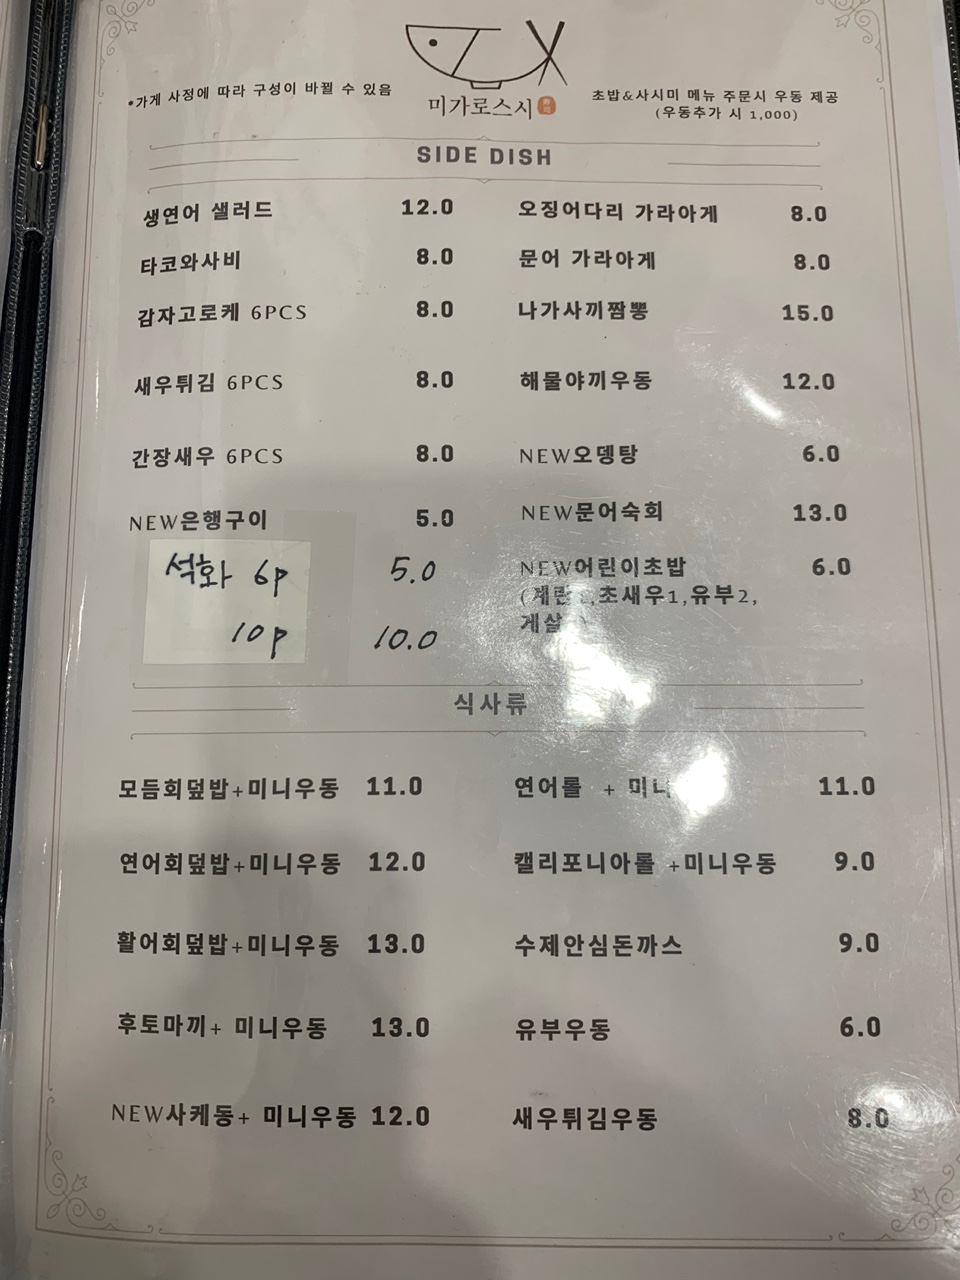 *가게 사정에 따라 구성이 바뀔 수 있음
미가로스시
초밥&사시미 메뉴 주문시 우동 제공
(우동추가 시 1,000)
SIDE DISH
생연어 샐러드 12.0
타코와사비 8.0
감자고로케 6PCS 8.0
새우튀김 6PCS 8.0
간장새우 6PCS 8.0
NEW은행구이 5.0
석화 6p 5.0
10p 10.0
오징어다리 가라아게 8.0
문어 가라아게 8.0
나가사끼짬뽕 15.0
해물야끼우동 12.0
NEW오뎅탕 6.0
NEW문어숙회 13.0
NEW어린이초밥 6.0
(계란 ,초새우1,유부2,
게살
식사류
모듬회덮밥+미니우동 11.0
연어회덮밥+미니우동 12.0
활어회덮밥+미니우동 13.0
후토마끼+ 미니우동 13.0
NEW사케동+ 미니우동 12.0
연어롤 + 미니 11.0
캘리포니아롤 +미니우동 9.0
수제안심돈까스 9.0
유부우동 6.0
새우튀김우동 8.0